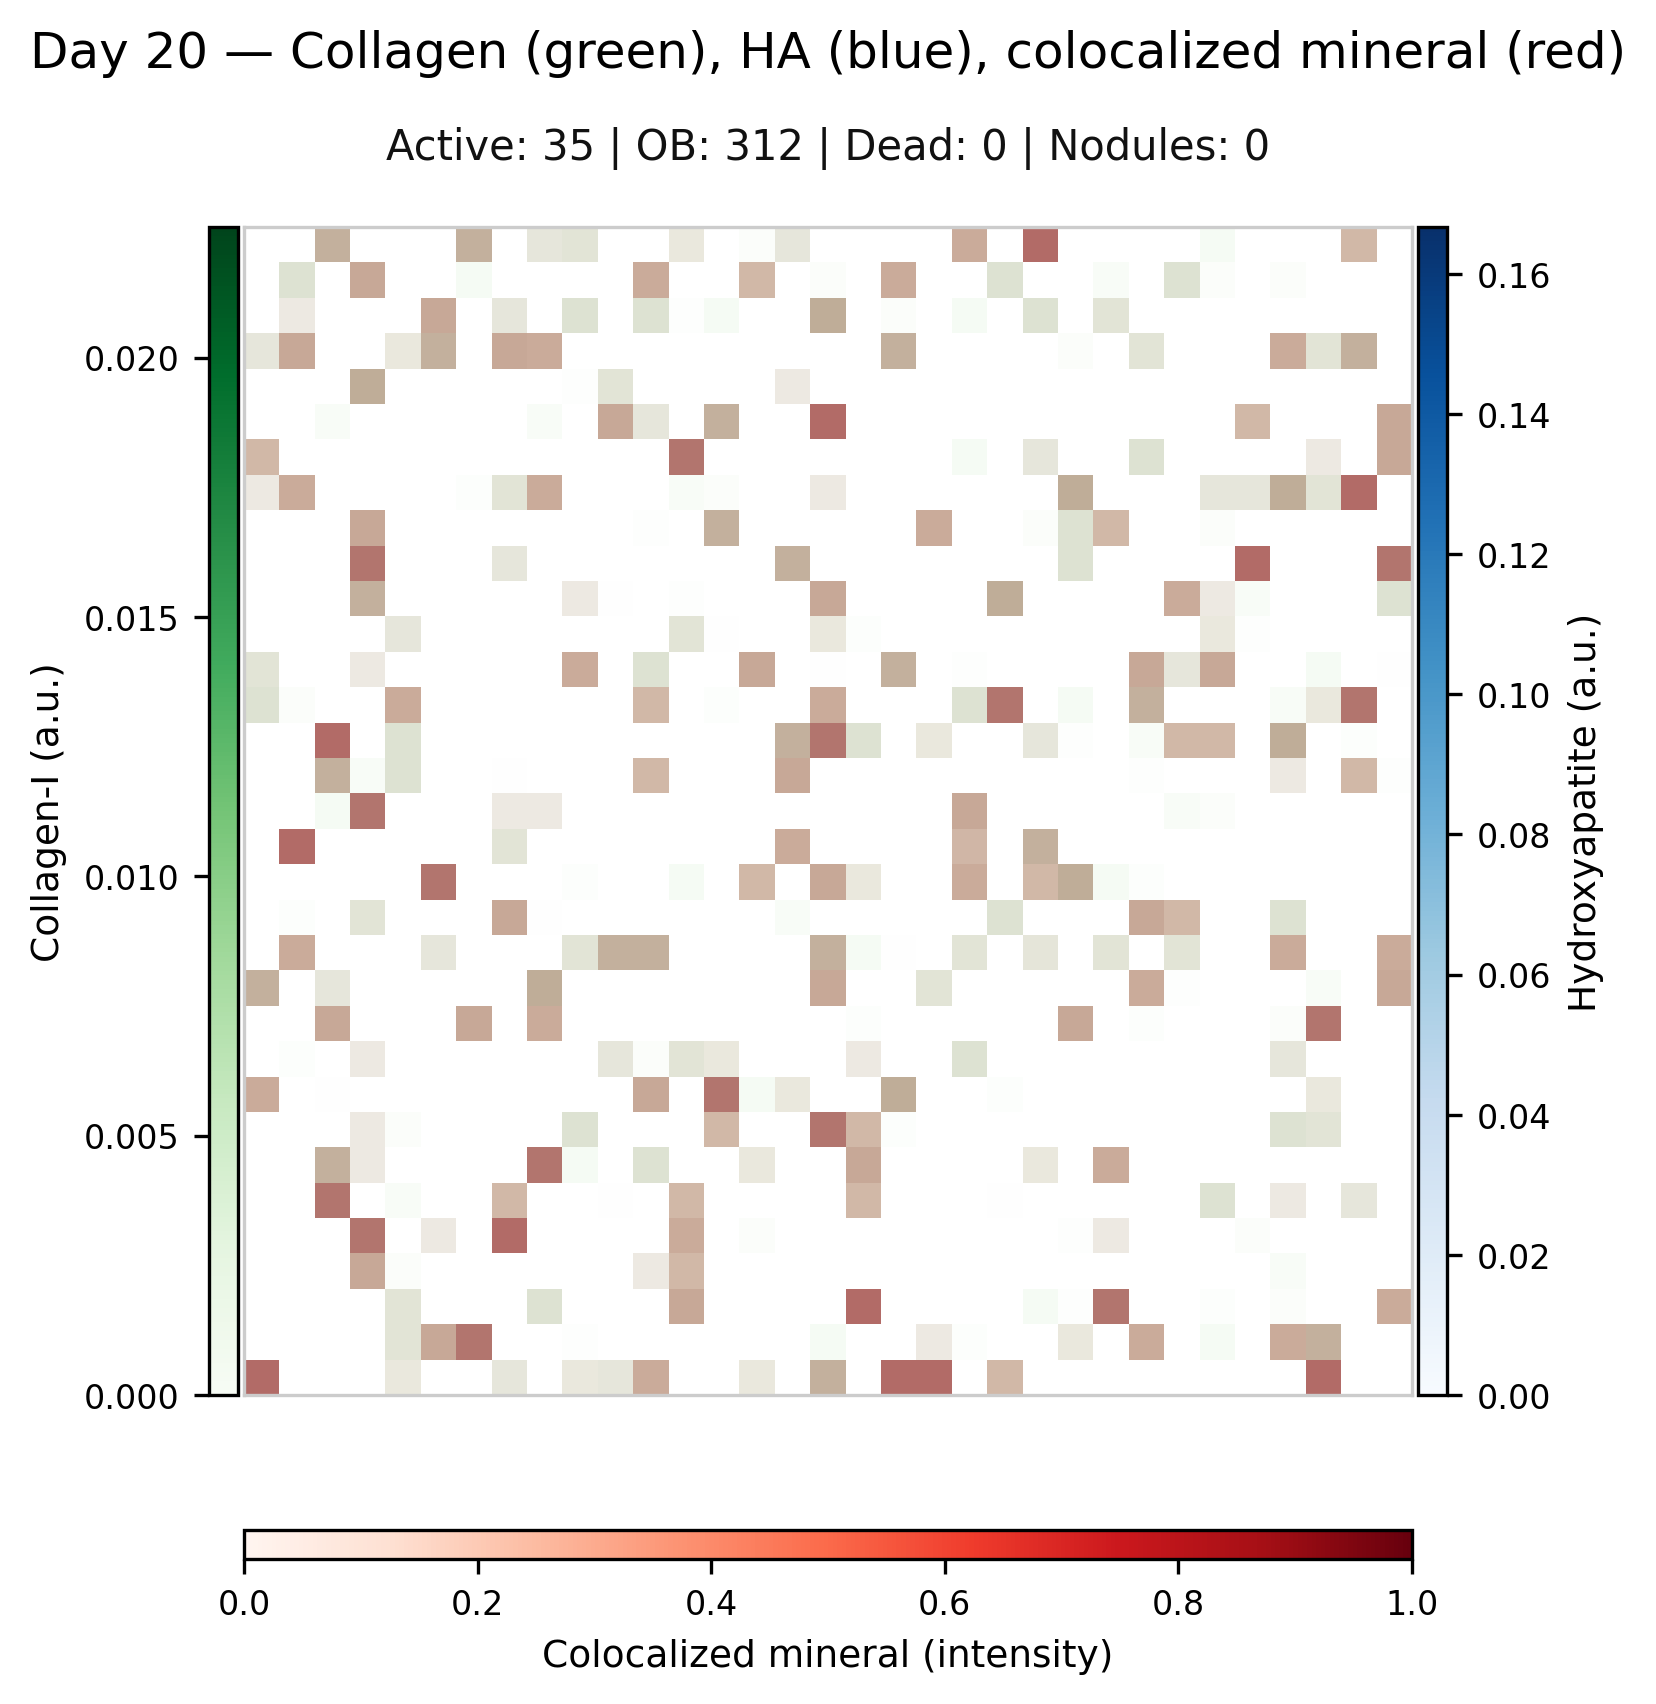 Day 20 — Collagen (green), HA (blue), colocalized mineral (red)
Active: 35 | OB: 312 | Dead: 0 | Nodules: 0
Collagen-I (a.u.)
0.020
0.015
0.010
0.005
0.000
0.16
0.14
0.12
0.10
0.08
0.06
0.04
0.02
0.00
Hydroxyapatite (a.u.)
0.0 0.2 0.4 0.6 0.8 1.0
Colocalized mineral (intensity)